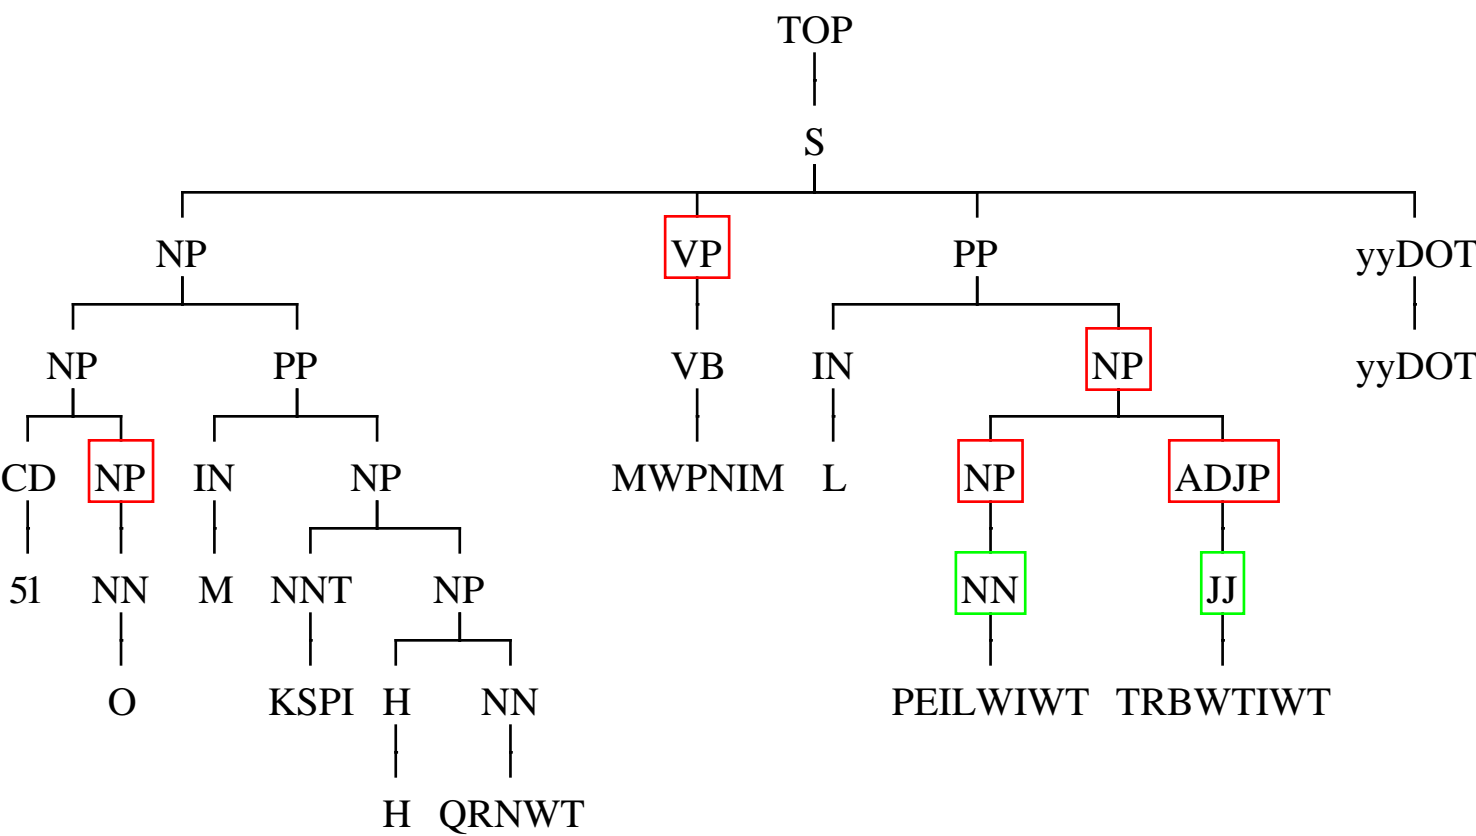 TOP
S
NP VP PP yyDOT
NP PP VB IN NP yyDOT
CD NP IN NP MWPNIM L NP ADJP
51 NN M NNT NP NN JJ
O KSPI H NN PEILWIWT TRBWTIWT
H QRNWT